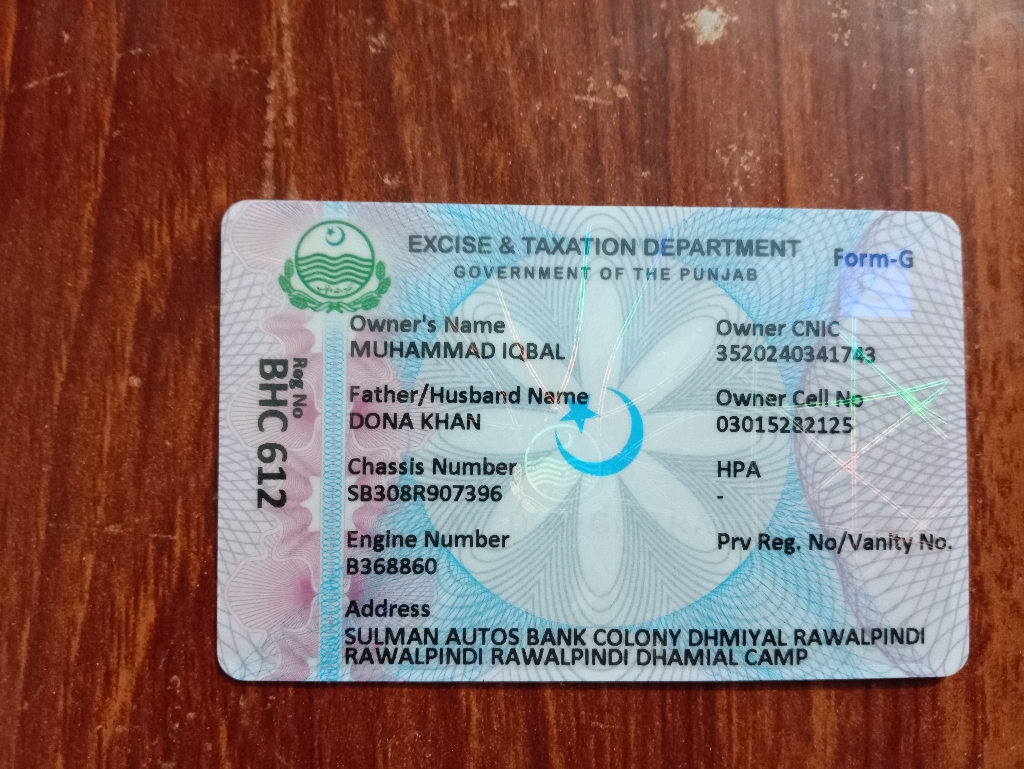 EXCISE & TAXATION DEPARTMENT
GOVERNMENT OF THE PUNJAB
Form-G
Reg No
BHC 612
Owner's Name
MUHAMMAD IQBAL
Owner CNIC
3520240341743
Father/Husband Name
DONA KHAN
Owner Cell No
03015282125
Chassis Number
SB308R907396
HPA
-
Engine Number
B368860
Prv Reg. No/Vanity No.
Address
SULMAN AUTOS BANK COLONY DHMIYAL RAWALPINDI
RAWALPINDI RAWALPINDI DHAMIAL CAMP